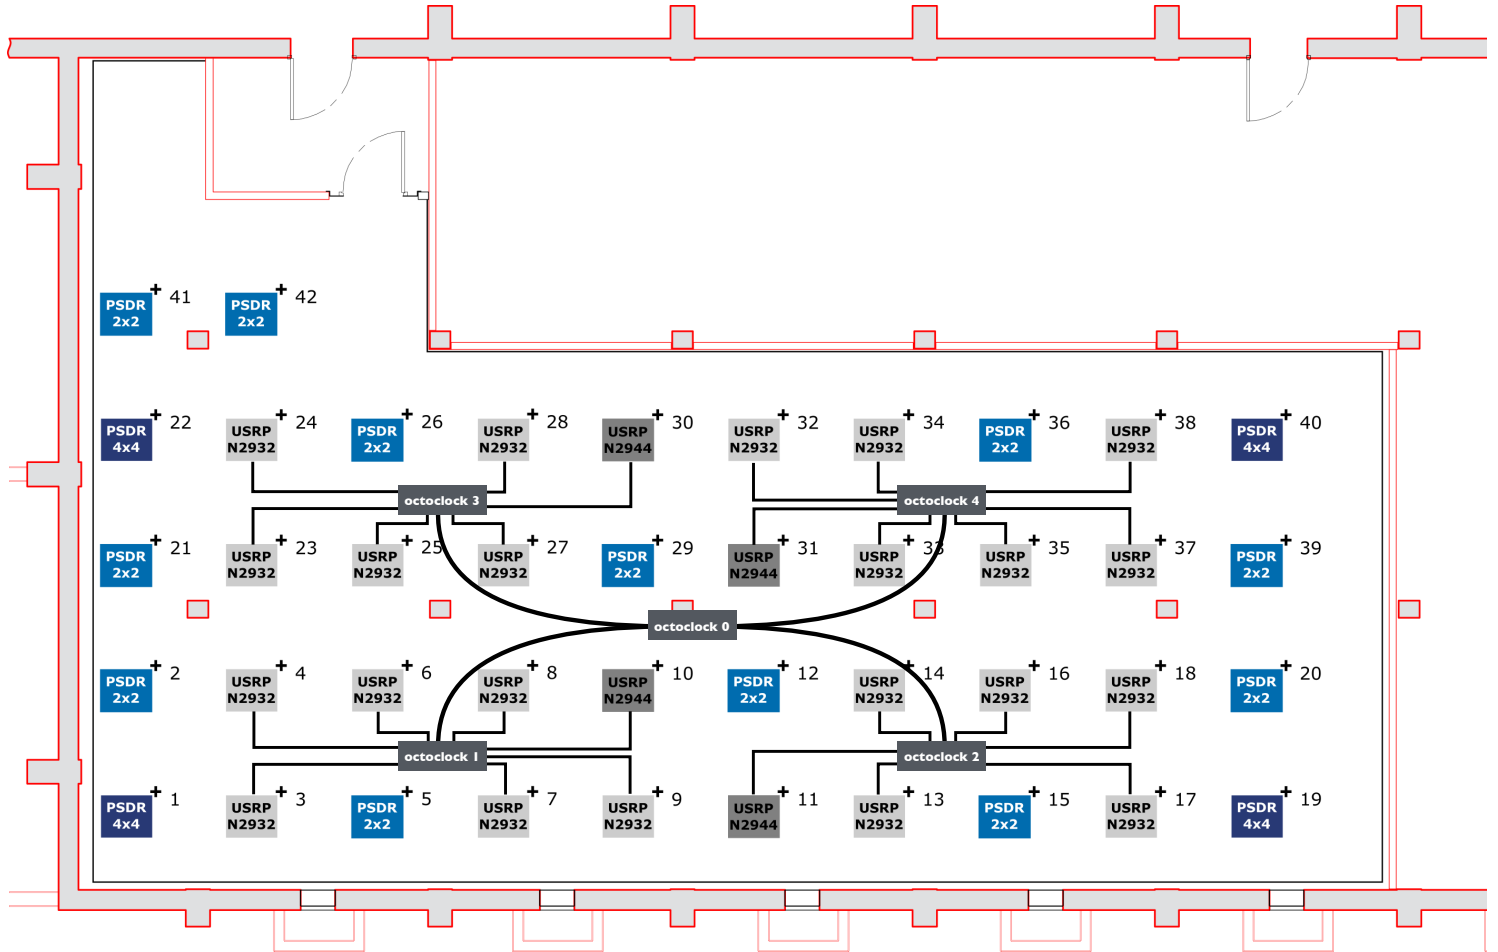 PSDR 2x2 41
PSDR 2x2 42
PSDR 4x4 22
USRP N2932 24
PSDR 2x2 26
USRP N2932 28
USRP N2944 30
USRP N2932 32
USRP N2932 34
PSDR 2x2 36
USRP N2932 38
PSDR 4x4 40
octoclock 3
octoclock 4
PSDR 2x2 21
USRP N2932 23
USRP N2932 25
USRP N2932 27
PSDR 2x2 29
USRP N2944 31
USRP N2932 33
USRP N2932 35
USRP N2932 37
PSDR 2x2 39
octoclock 0
PSDR 2x2 2
USRP N2932 4
USRP N2932 6
USRP N2932 8
USRP N2944 10
PSDR 2x2 12
USRP N2932 14
USRP N2932 16
USRP N2932 18
PSDR 2x2 20
octoclock 1
octoclock 2
PSDR 4x4 1
USRP N2932 3
PSDR 2x2 5
USRP N2932 7
USRP N2932 9
USRP N2944 11
USRP N2932 13
PSDR 2x2 15
USRP N2932 17
PSDR 4x4 19